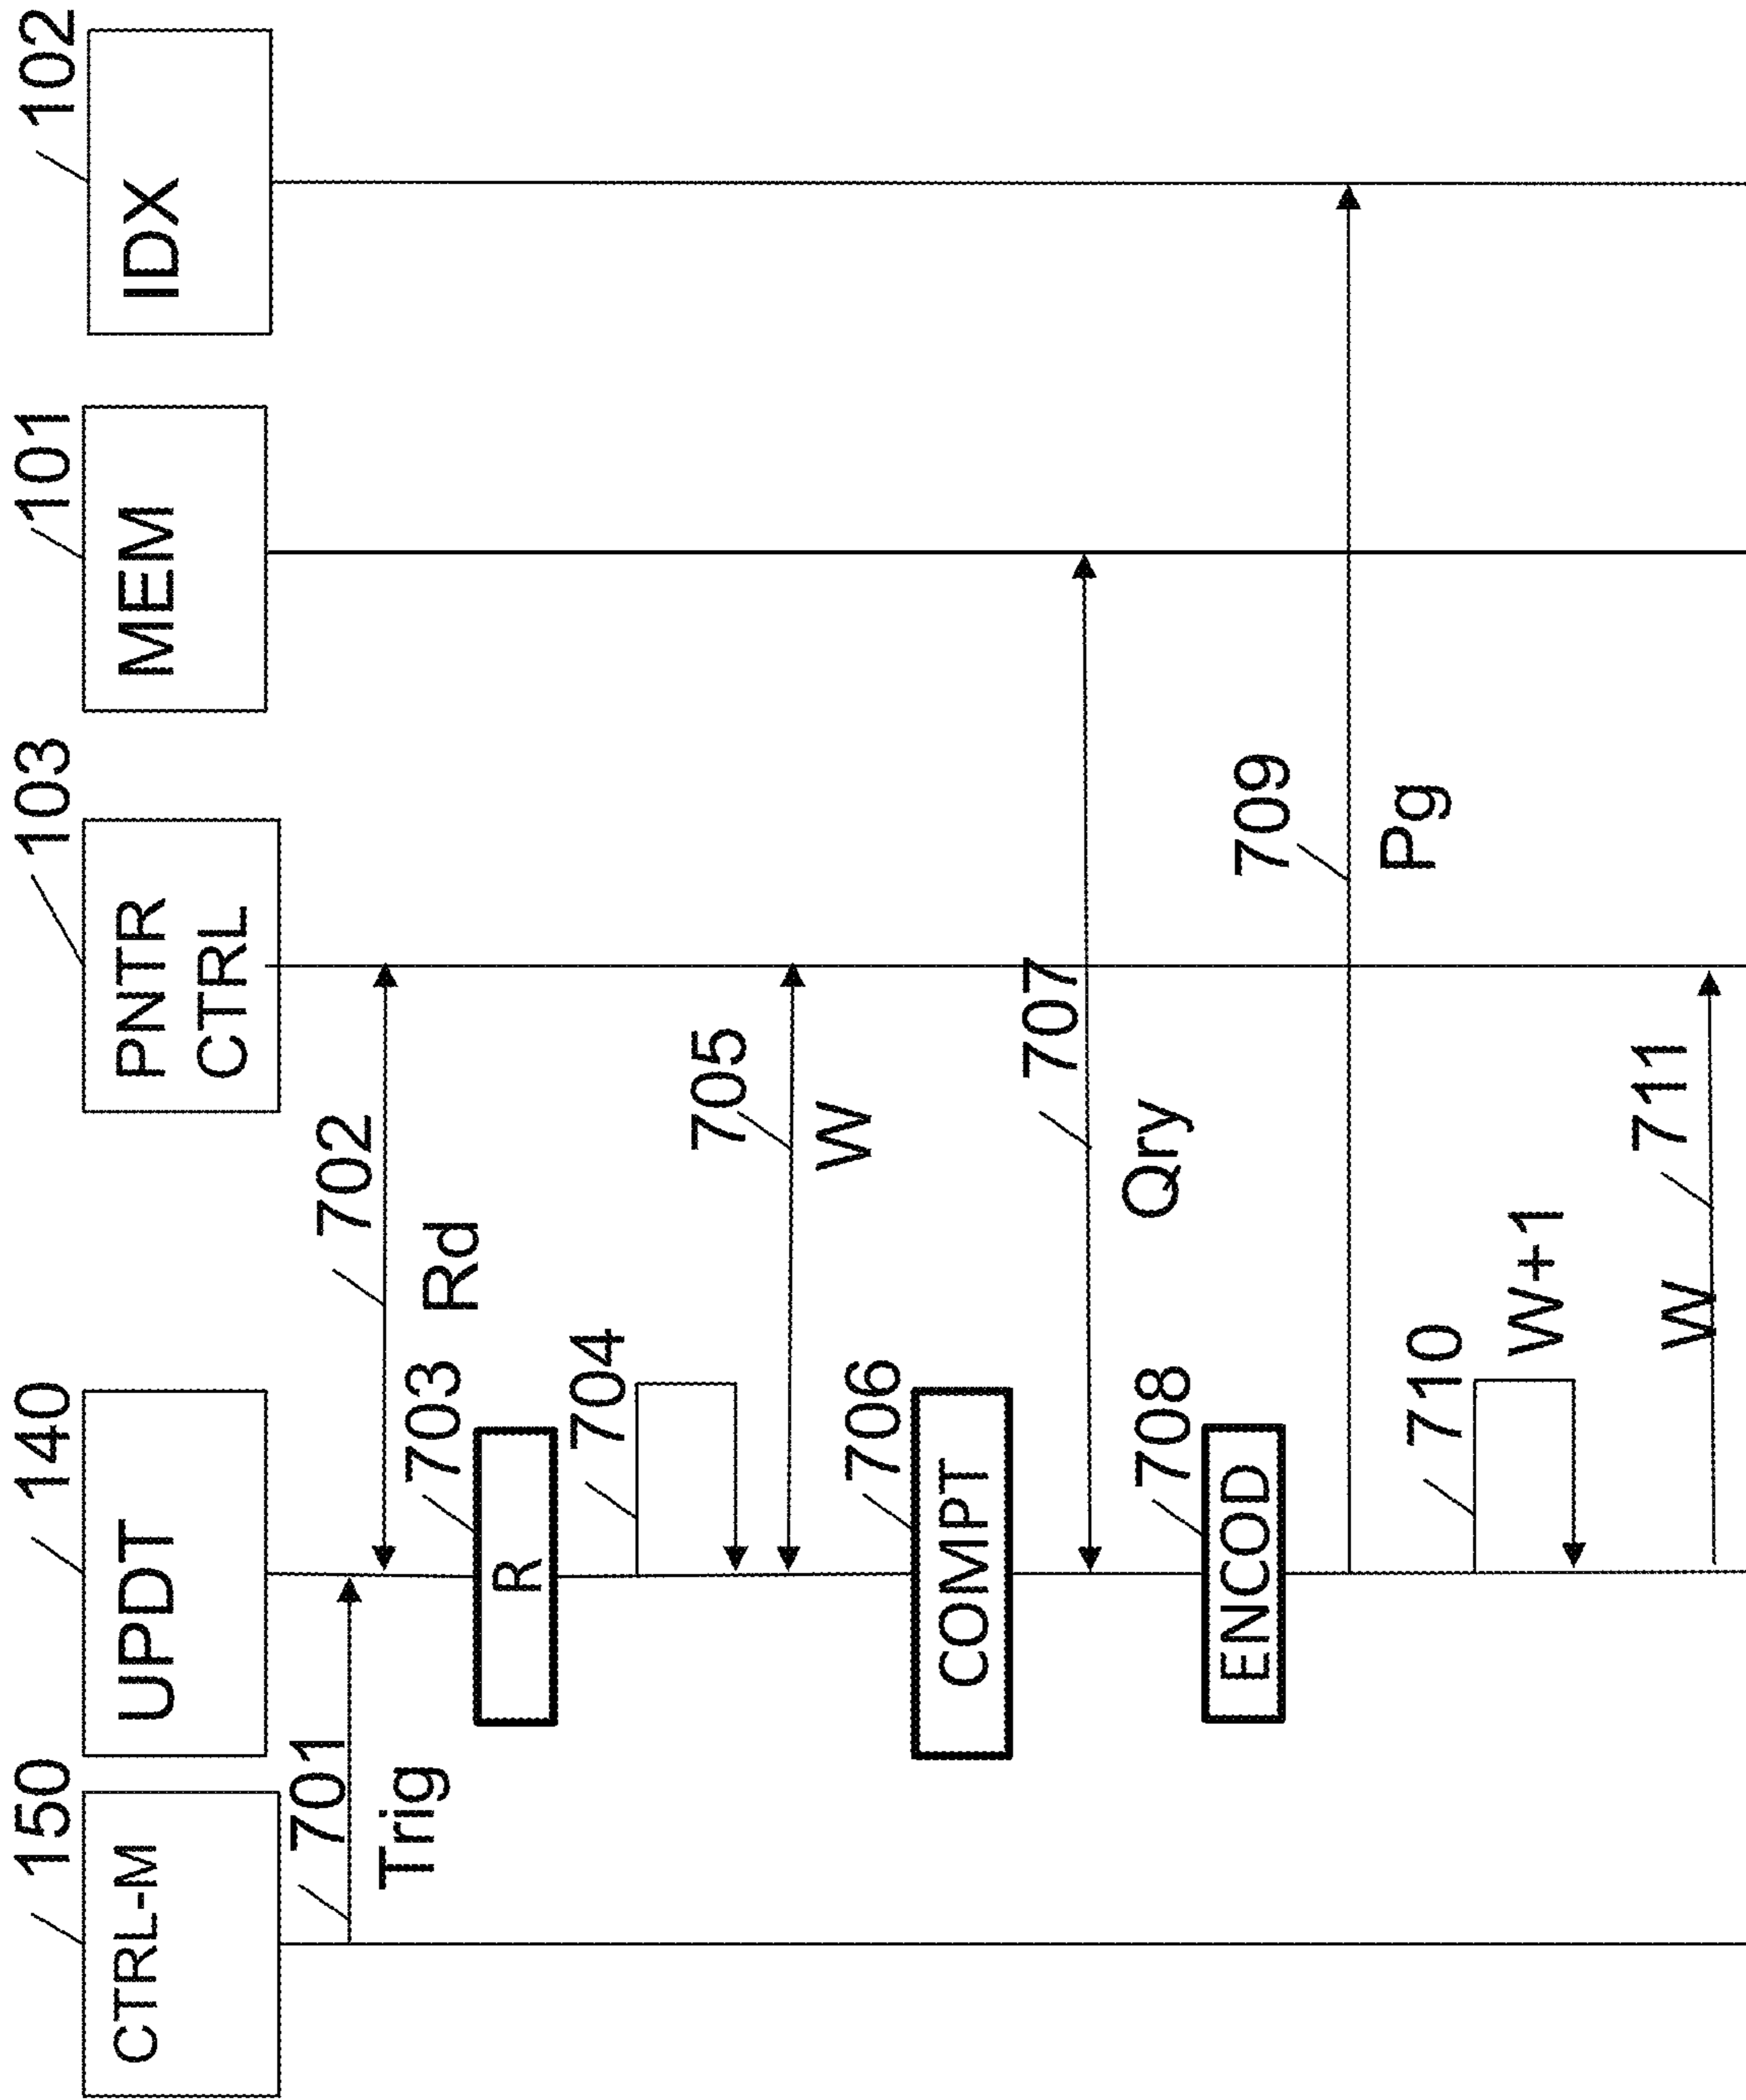 150
CTRL-M
140
UPDT
103
PNTR
CTRL
101
MEM
102
IDX
701
Trig
702
Rd
703
R
704
705
W
706
COMPT
707
Qry
708
ENCOD
709
Pg
710
W+1
711
W